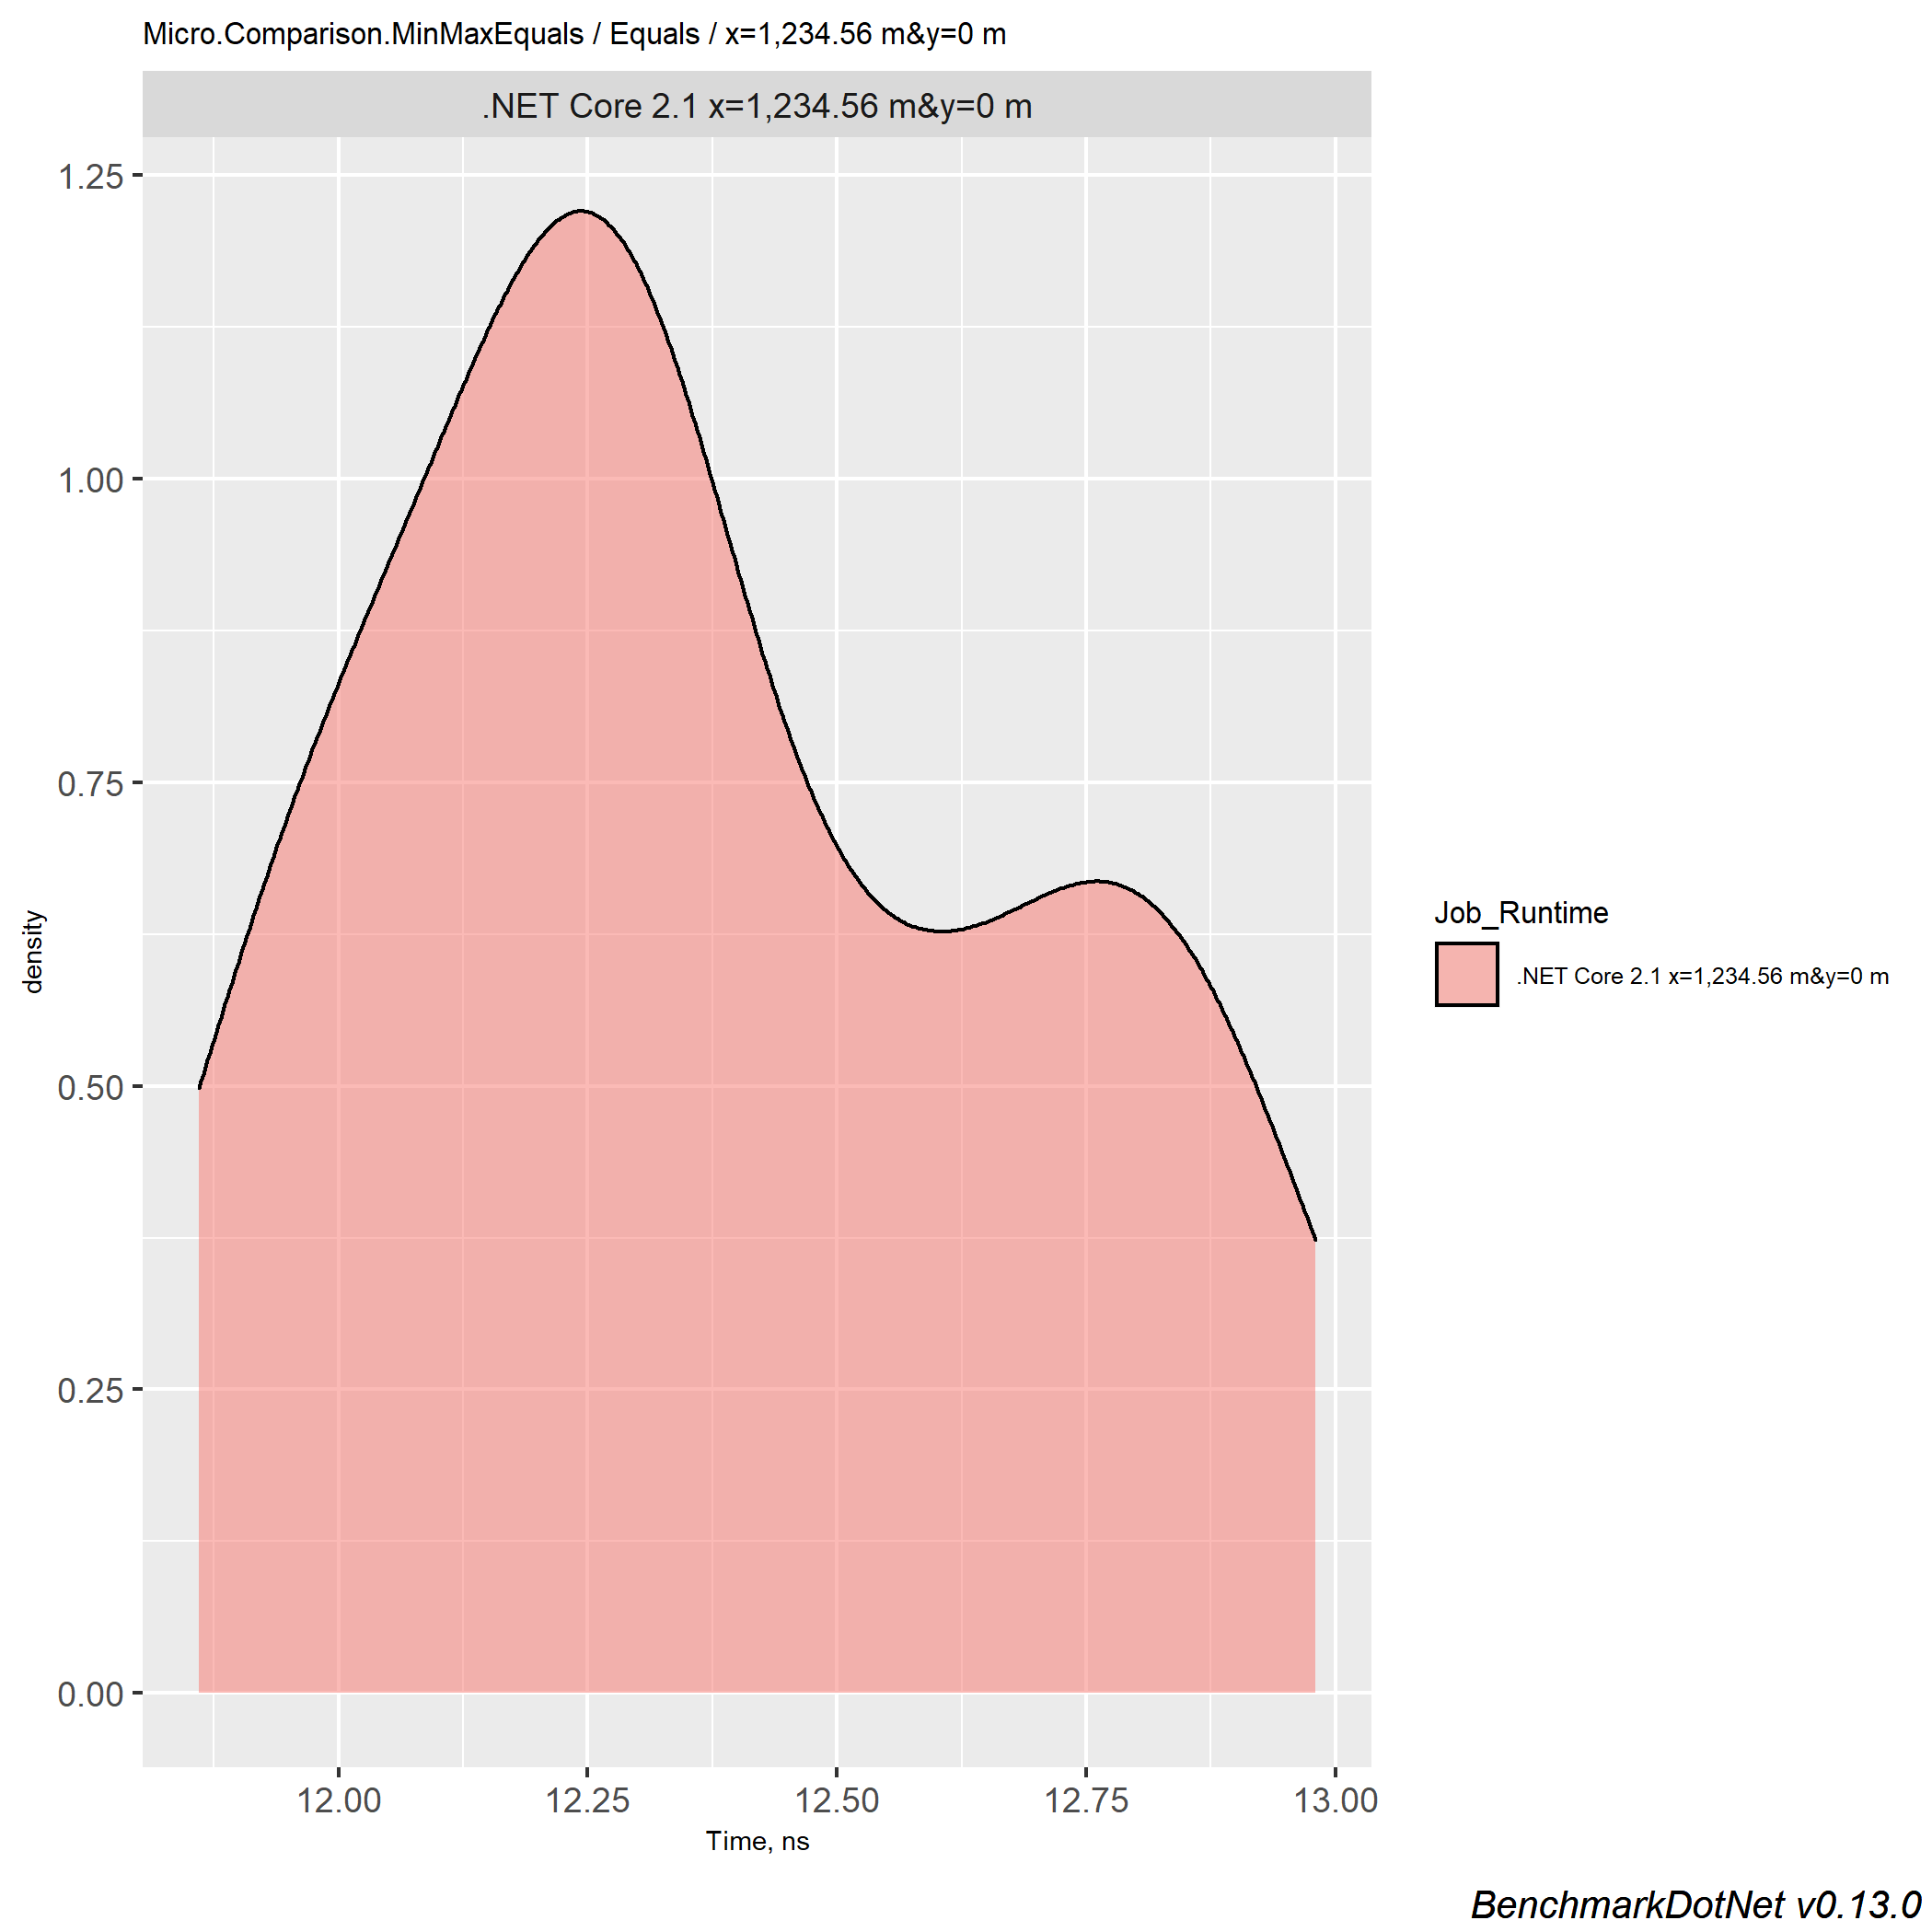 Micro.Comparison.MinMaxEquals / Equals / x=1,234.56 m&y=0 m
.NET Core 2.1 x=1,234.56 m&y=0 m
1.25
1.00
0.75
0.50
0.25
0.00
density
12.00 12.25 12.50 12.75 13.00
Time, ns
Job_Runtime
.NET Core 2.1 x=1,234.56 m&y=0 m
BenchmarkDotNet v0.13.0